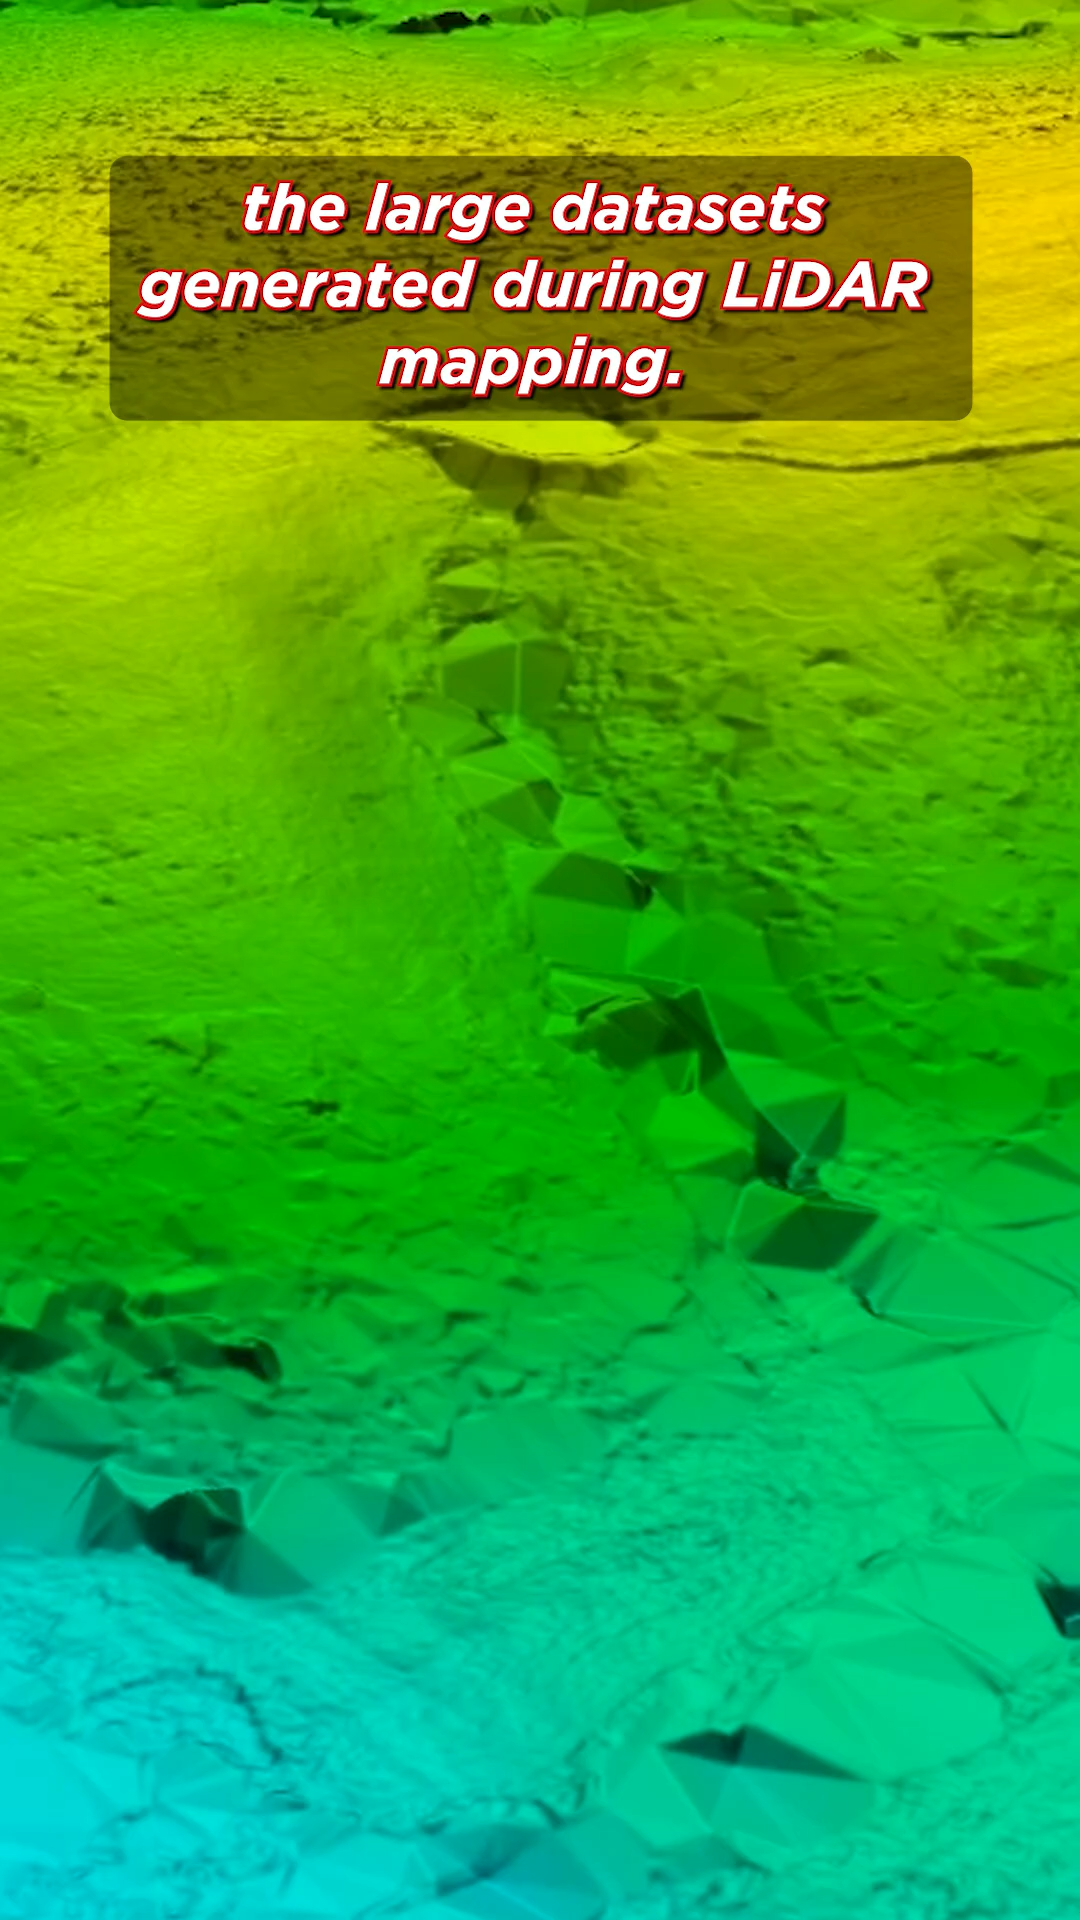 the large datasets
generated during LiDAR
mapping.